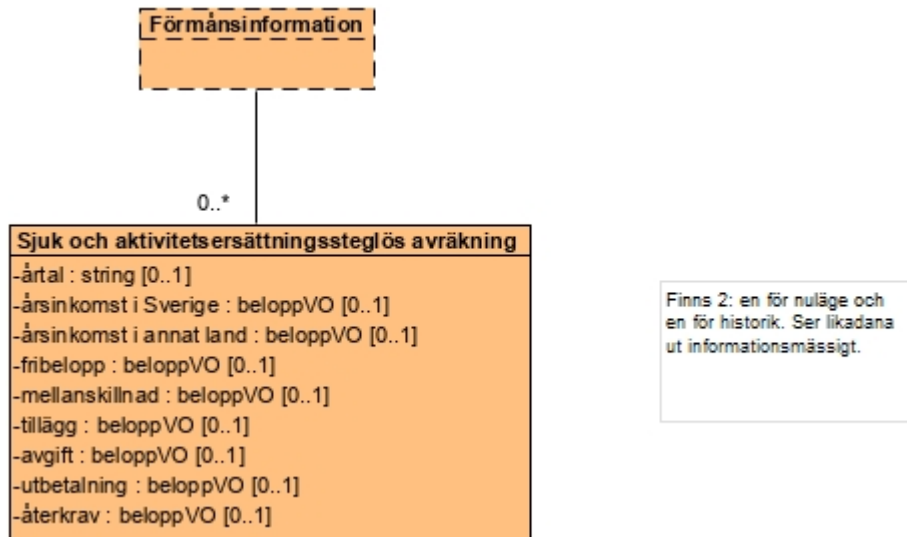 Förmånsinformation
0..*
Sjuk och aktivitetsersättningssteglös avräkning
-årtal : string [0..1]
-årsinkomst i Sverige : beloppVO [0..1]
-årsinkomst i annat land : beloppVO [0..1]
-fribelopp : beloppVO [0..1]
-mellanskillnad : beloppVO [0..1]
-tillägg : beloppVO [0..1]
-avgift : beloppVO [0..1]
-utbetalning : beloppVO [0..1]
-återkrav : beloppVO [0..1]
Finns 2: en för nuläge och
en för historik. Ser likadana
ut informationsmässigt.